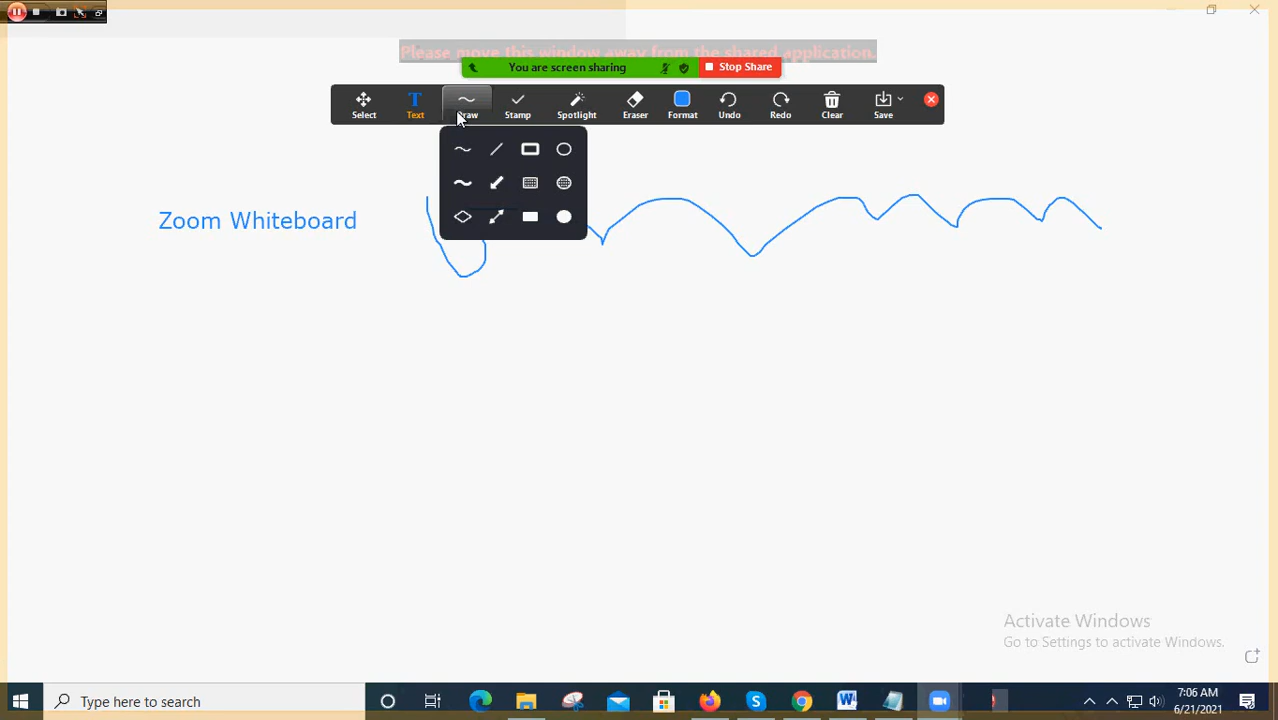 Please move this window away from the shared application.
You are screen sharing
Stop Share
Select
Text
Draw
Stamp
Spotlight
Eraser
Format
Undo
Redo
Clear
Save
Zoom Whiteboard
Activate Windows
Go to Settings to activate Windows.
Type here to search
7:06 AM
6/21/2021